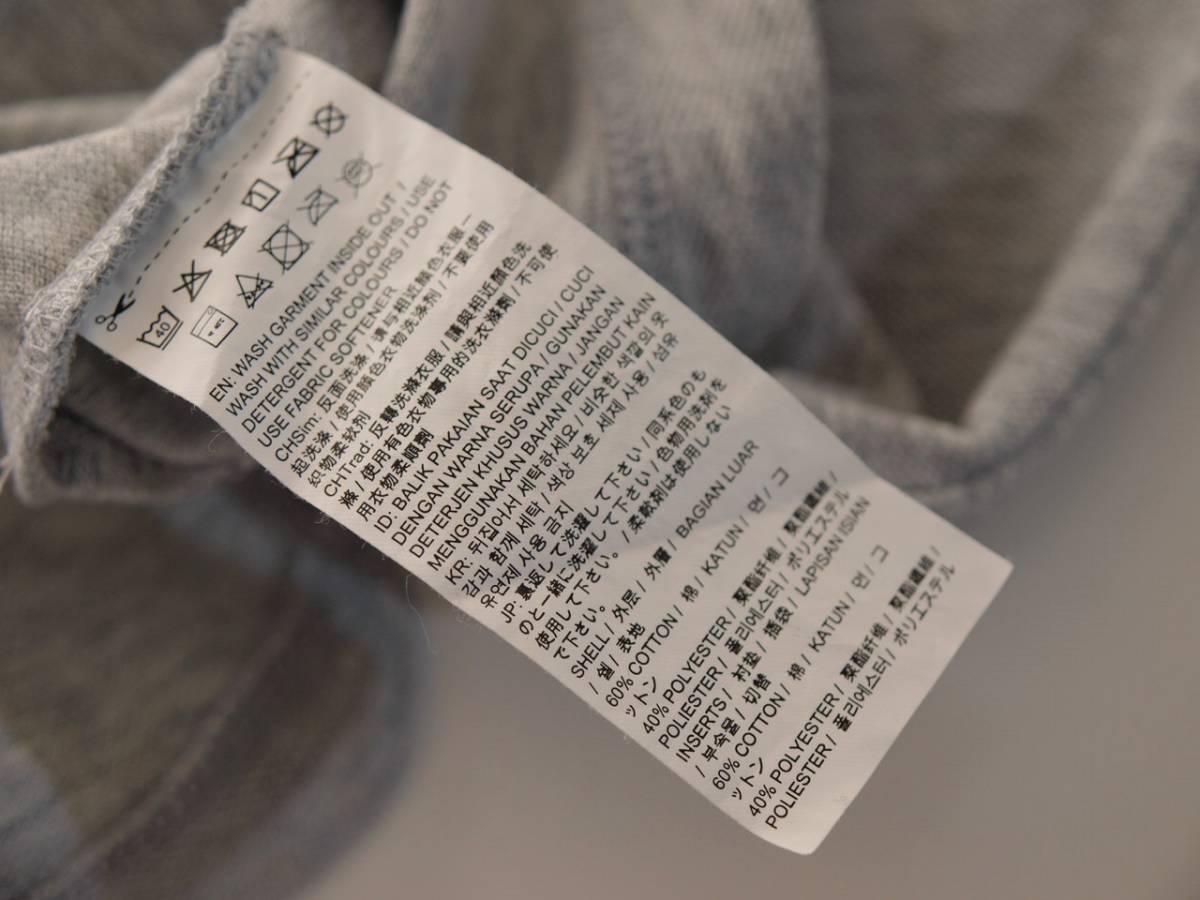 40
EN: WASH GARMENT INSIDE OUT /
WASH WITH SIMILAR COLOURS / USE
DETERGENT FOR COLOURS / DO NOT
USE FABRIC SOFTENER
CHSim: 反面洗涤 / 请与相近颜色衣服一
起洗涤 / 使用颜色衣物洗涤剂 / 不要使用
织物柔软剂
CHTrad: 反轉洗滌衣服 / 請與相近顏色洗
滌 / 使用有色衣物專用的洗衣滌劑 / 不可使
用衣物柔順劑
ID: BALIK PAKAIAN SAAT DICUCI / CUCI
DENGAN WARNA SERUPA / GUNAKAN
DETERJEN KHUSUS WARNA / JANGAN
MENGGUNAKAN BAHAN PELEMBUT KAIN
KR: 뒤집어서 세탁하세요 / 비슷한 색깔의 옷
감과 함께 세탁 / 색상 보호 세제 사용 / 섬유
유연제 사용 금지
JP: 裏返しで洗濯して下さい / 同系色のも
のと一緒に洗濯して下さい / 色物用洗剤を
使用して下さい。 / 柔軟剤は使用しない
で下さい。
SHELL / 外层 / 外層 / BAGIAN LUAR
/ 쉘 / 表地
60% COTTON / 棉 / KATUN / 면 / コ
ットン
40% POLYESTER / 聚酯纤维 / 聚酯纖維 /
POLIESTER / 폴리에스터 / ポリエステル
INSERTS / 衬垫 / 插袋 / LAPISAN ISIAN
/ 부속물 / 切替
60% COTTON / 棉 / KATUN / 면 / コ
ットン
40% POLYESTER / 聚酯纤维 / 聚酯纖維 /
POLIESTER / 폴리에스터 / ポリエステル